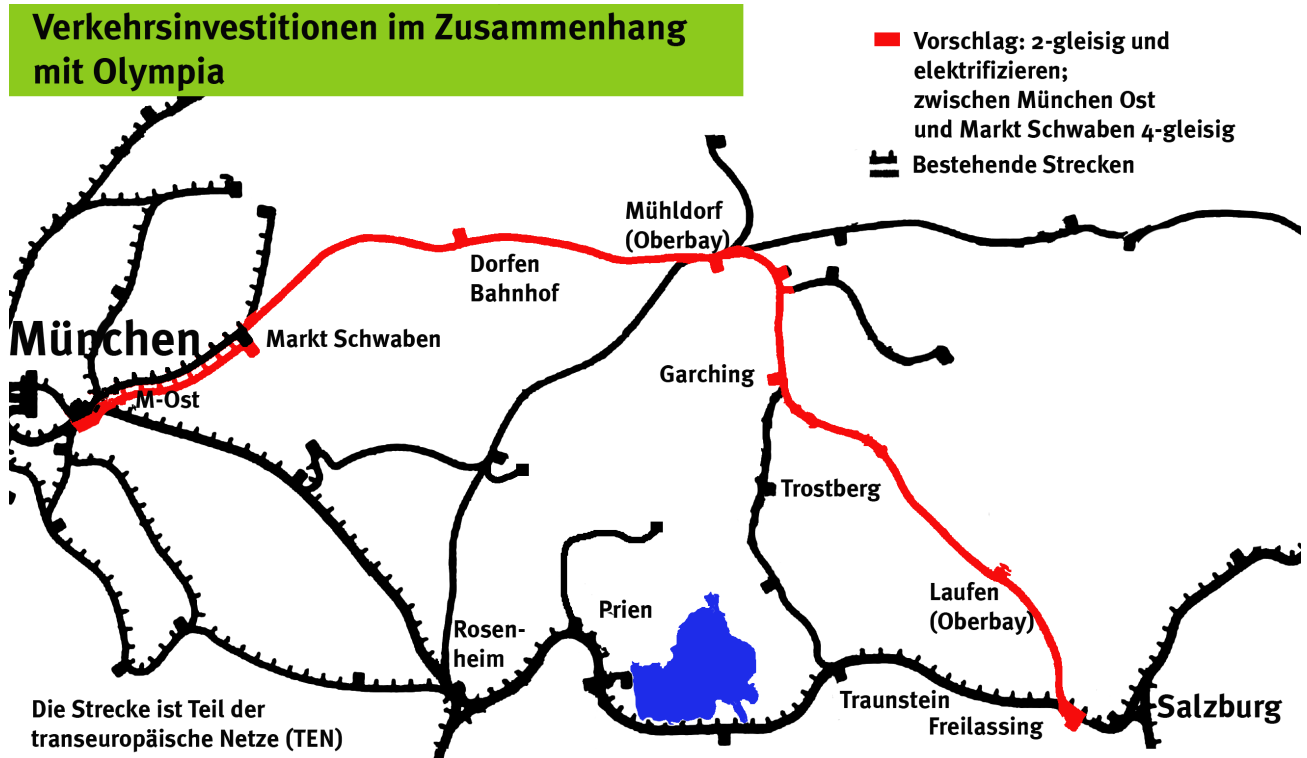 Verkehrsinvestitionen im Zusammenhang
mit Olympia
Vorschlag: 2-gleisig und
elektrifizieren;
zwischen München Ost
und Markt Schwaben 4-gleisig
Bestehende Strecken
Mühldorf
(Oberbay)
Dorfen
Bahnhof
München
Markt Schwaben
M-Ost
Garching
Trostberg
Laufen
(Oberbay)
Prien
Rosen-
heim
Traunstein
Freilassing
Salzburg
Die Strecke ist Teil der
transeuropäische Netze (TEN)